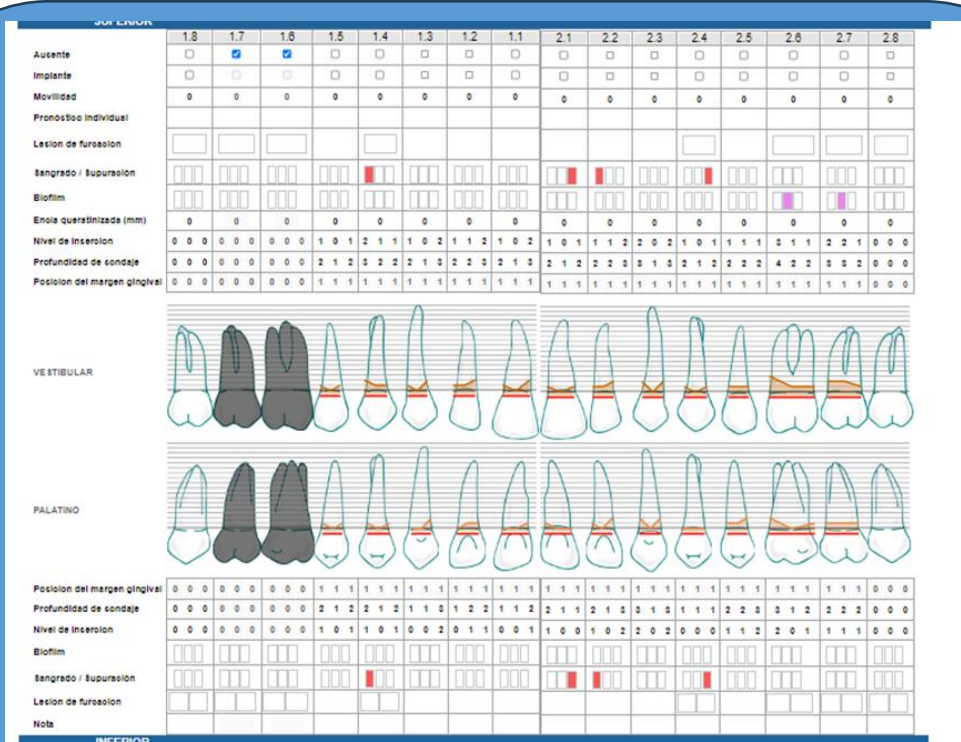 SUPERIOR
1.8 1.7 1.6 1.5 1.4 1.3 1.2 1.1 2.1 2.2 2.3 2.4 2.5 2.6 2.7 2.8
Ausente
Implante
Movilidad 0 0 0 0 0 0 0 0 0 0 0 0 0 0 0 0
Pronóstico Individual
Lesion de furcacion
Sangrado / Supuración
Biofilm
Encia queratinizada (mm) 0 0 0 0 0 0 0 0 0 0 0 0 0 0 0
Nivel de insercion 0 0 0 0 0 0 0 0 0 1 0 1 2 1 1 1 0 2 1 1 2 1 0 2 1 0 1 1 1 2 2 0 2 1 0 1 1 1 1 3 1 1 2 2 1 0 0 0
Profundidad de sondaje 0 0 0 0 0 0 0 0 0 2 1 2 3 2 2 2 1 3 2 2 3 2 1 3 2 1 2 2 2 3 3 1 3 2 1 2 2 2 2 4 2 2 3 3 2 0 0 0
Posicion del margen gingival 0 0 0 0 0 0 0 0 0 1 1 1 1 1 1 1 1 1 1 1 1 1 1 1 1 1 1 1 1 1 1 1 1 1 1 1 1 1 1 1 1 1 1 1 1 0 0 0
VESTIBULAR
PALATINO
Posicion del margen gingival 0 0 0 0 0 0 0 0 0 1 1 1 1 1 1 1 1 1 1 1 1 1 1 1 1 1 1 1 1 1 1 1 1 1 1 1 1 1 1 1 1 1 1 1 1 0 0 0
Profundidad de sondaje 0 0 0 0 0 0 0 0 0 2 1 2 2 1 2 1 1 3 1 2 2 1 1 2 2 1 1 2 1 3 3 1 3 1 1 1 2 2 3 3 1 2 2 2 2 0 0 0
Nivel de insercion 0 0 0 0 0 0 0 0 0 1 0 1 1 0 1 0 0 2 0 1 1 0 0 1 1 0 0 1 0 2 2 0 2 0 0 0 1 1 2 2 0 1 1 1 1 0 0 0
Biofilm
Sangrado / Supuración
Lesion de furcacion
Nota
INFERIOR